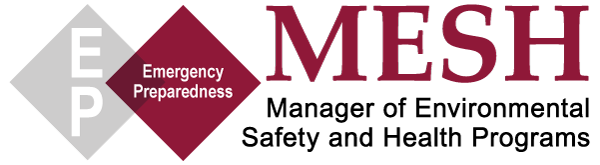 E
P
Emergency
Preparedness
MESH
Manager of Environmental
Safety and Health Programs